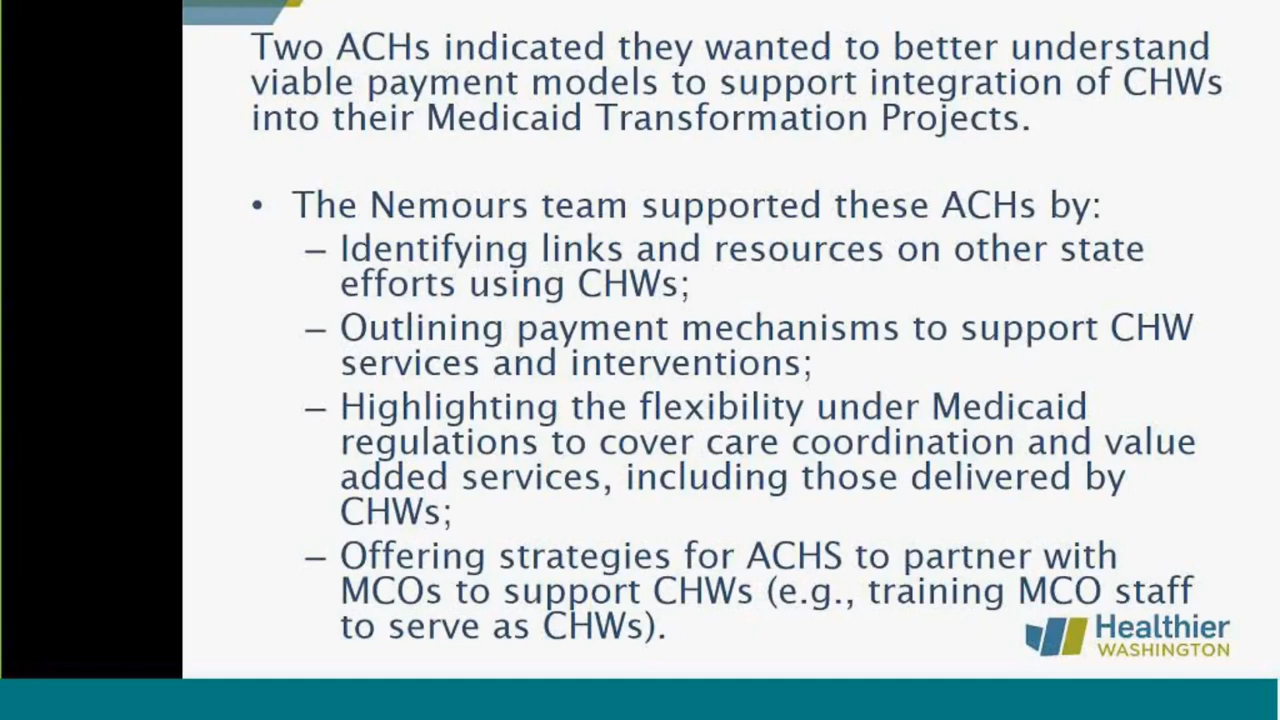 Two ACHs indicated they wanted to better understand
viable payment models to support integration of CHWs
into their Medicaid Transformation Projects.
• The Nemours team supported these ACHs by:
– Identifying links and resources on other state
efforts using CHWs;
– Outlining payment mechanisms to support CHW
services and interventions;
– Highlighting the flexibility under Medicaid
regulations to cover care coordination and value
added services, including those delivered by
CHWs;
– Offering strategies for ACHS to partner with
MCOs to support CHWs (e.g., training MCO staff
to serve as CHWs).
Healthier
WASHINGTON